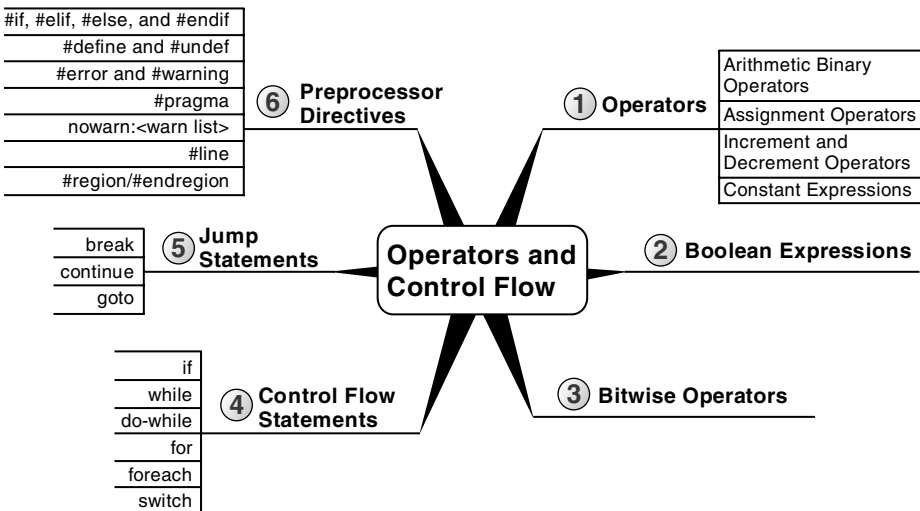 Operators and
Control Flow
1 Operators
Arithmetic Binary
Operators
Assignment Operators
Increment and
Decrement Operators
Constant Expressions
2 Boolean Expressions
3 Bitwise Operators
4 Control Flow
Statements
if
while
do-while
for
foreach
switch
5 Jump
Statements
break
continue
goto
6 Preprocessor
Directives
#if, #elif, #else, and #endif
#define and #undef
#error and #warning
#pragma
nowarn:<warn list>
#line
#region/#endregion